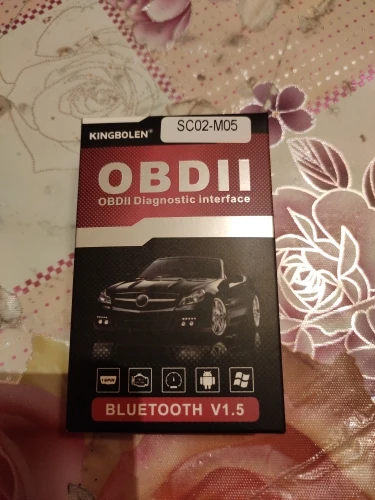 KINGBOLEN®
SC02-M05
OBDII
OBDII Diagnostic interface
BLUETOOTH V1.5